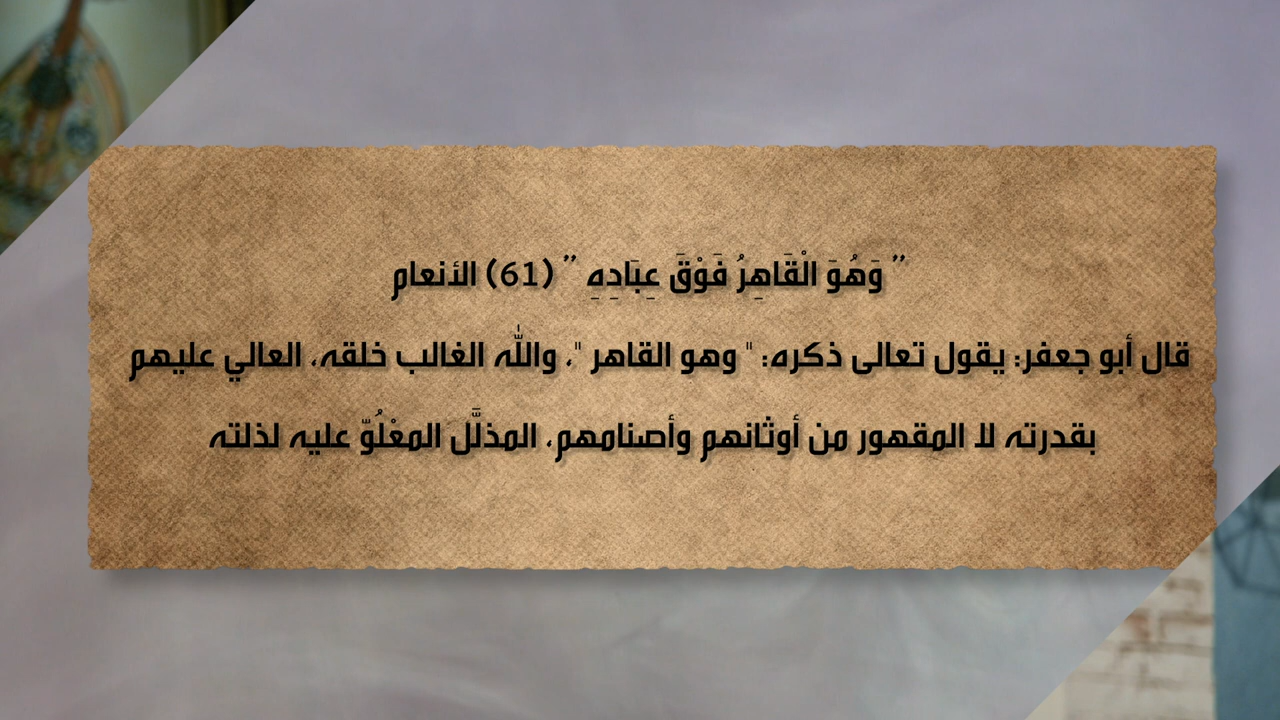 ” وَهُوَ الْقَاهِرُ فَوْقَ عِبَادِهِ ” (61) الأنعام
قال أبو جعفر: يقول تعالى ذكره: " وهو القاهر "، واللّٰه الغالب خلقه، العالي عليهم
بقدرته لا المقهور من أوثانهم وأصنامهم، المذلَّل المعْلُوّ عليه لذلته